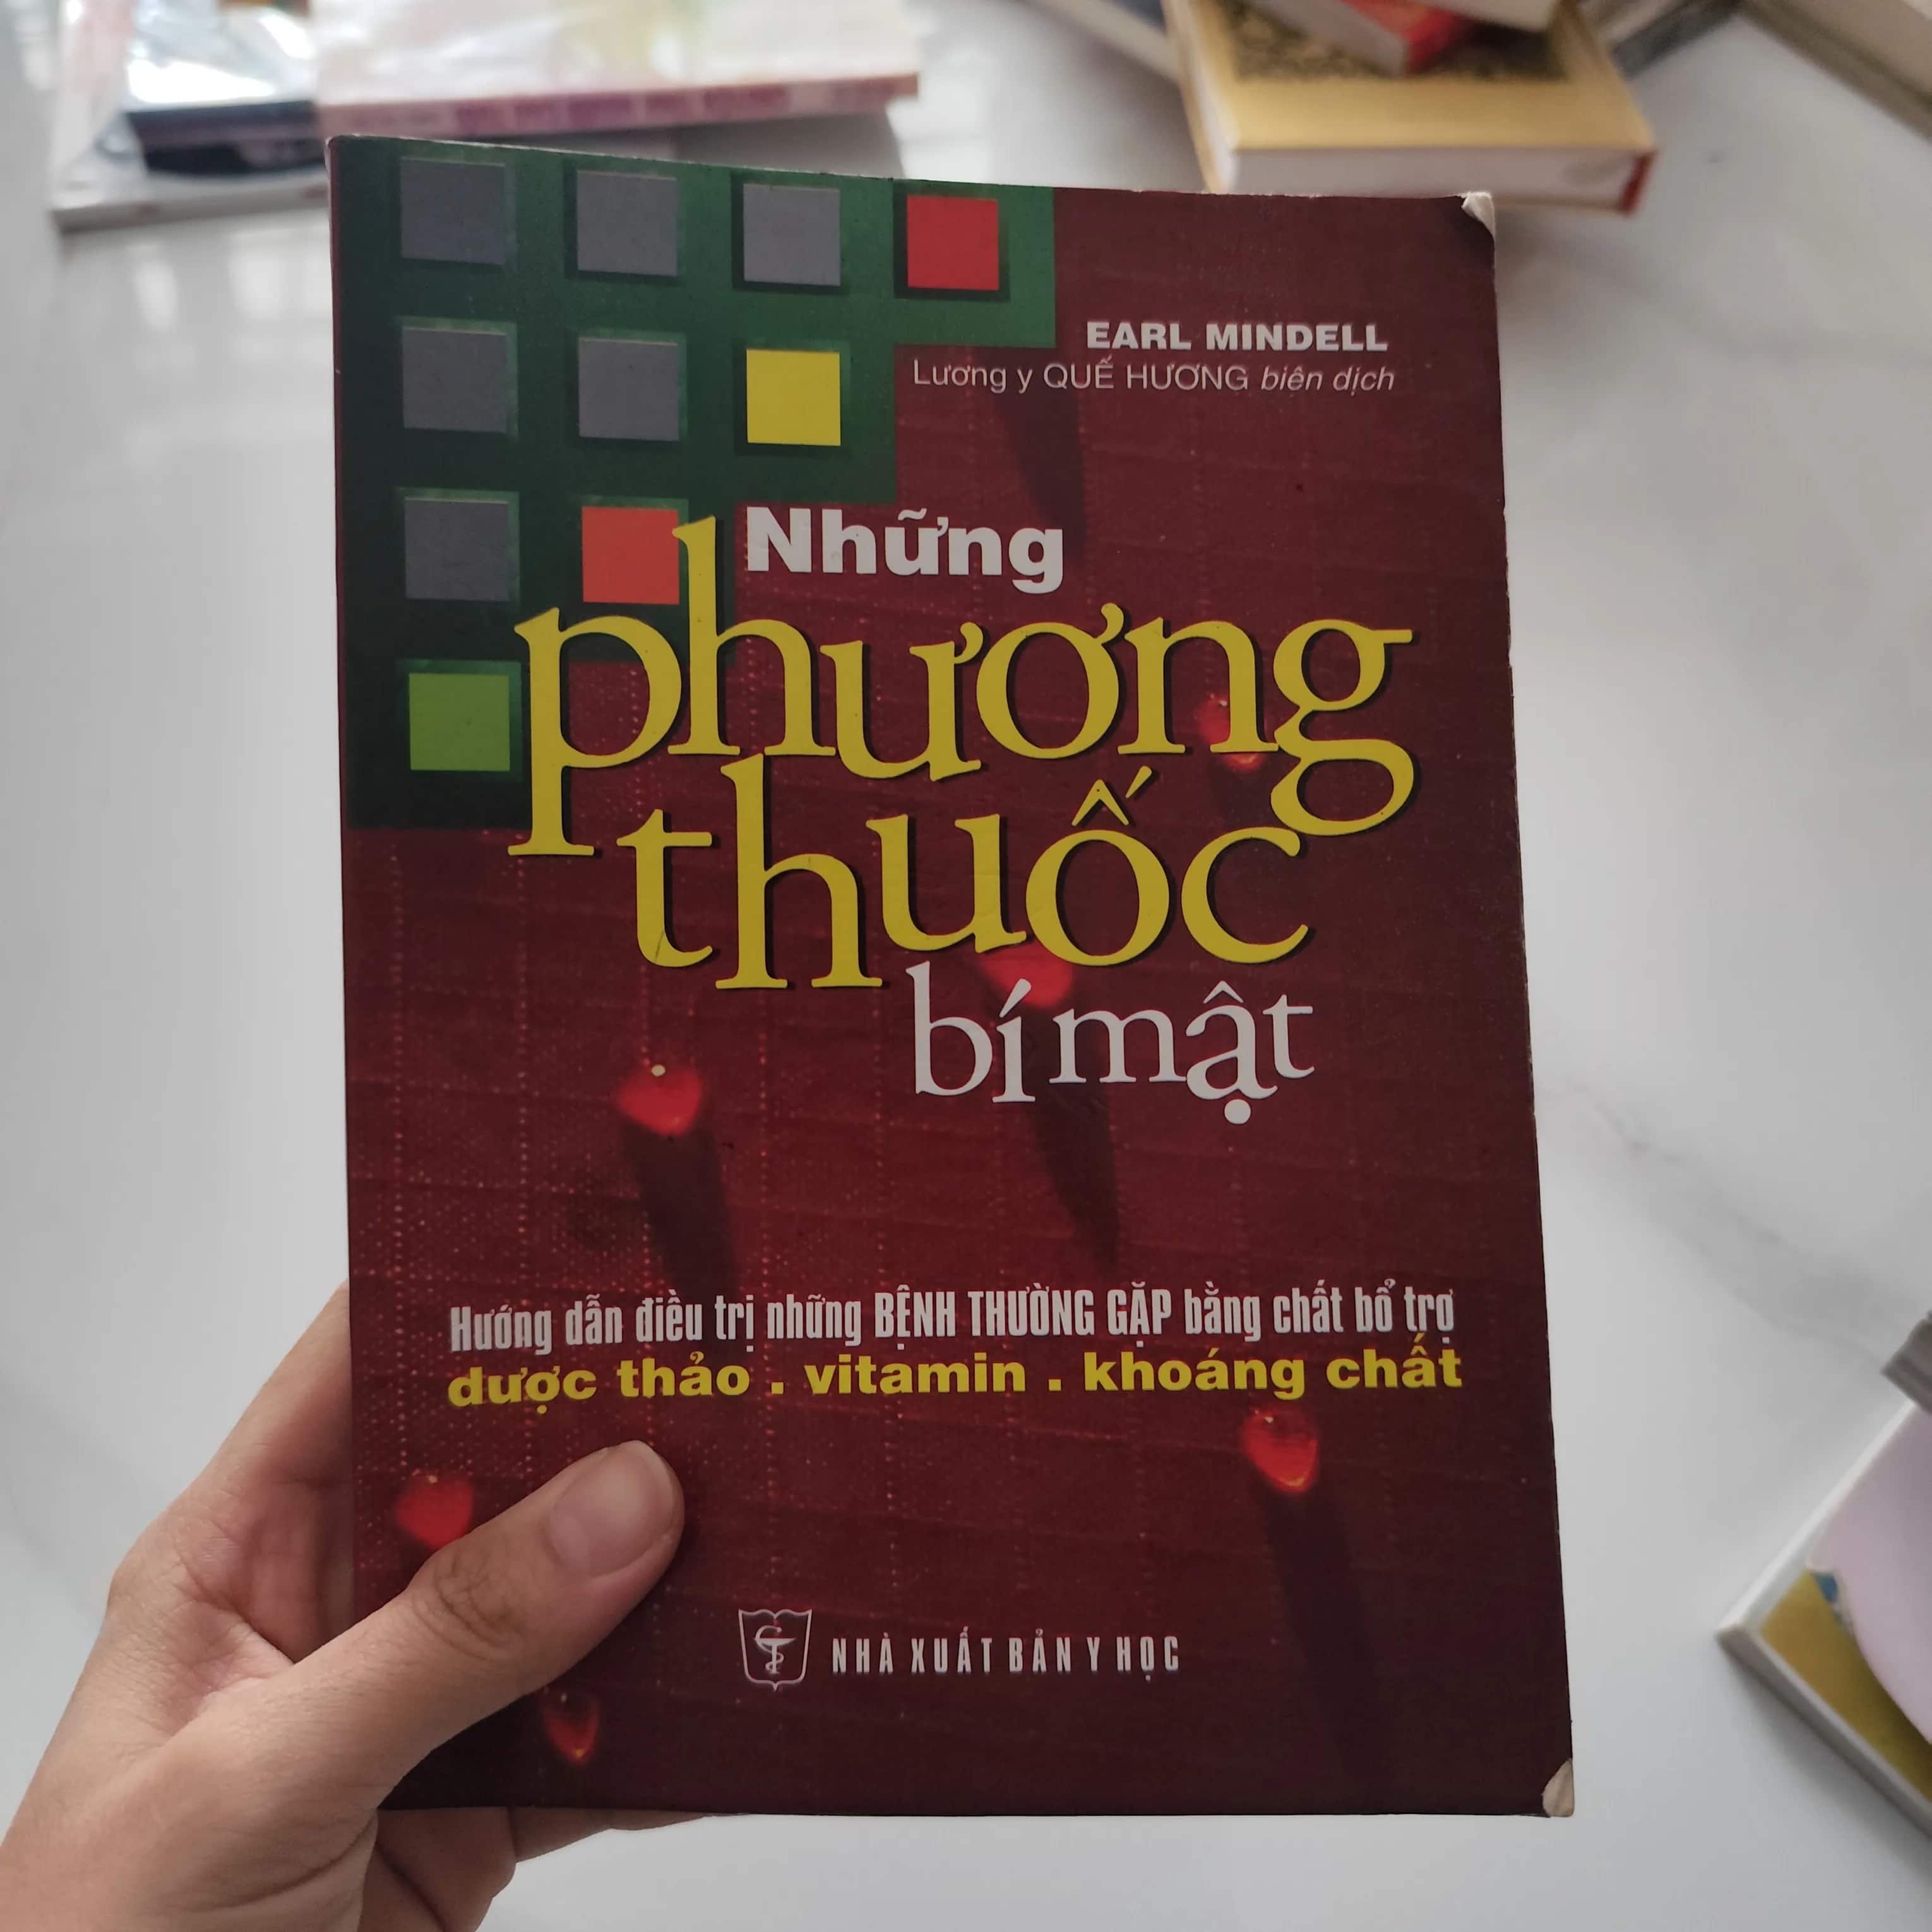 EARL MINDELL
Lương y QUẾ HƯƠNG biên dịch
Những
phương
thuốc
bí mật
Hướng dẫn điều trị những BỆNH THƯỜNG GẶP bằng chất bổ trợ
dược thảo . vitamin . khoáng chất
NHÀ XUẤT BẢN Y HỌC